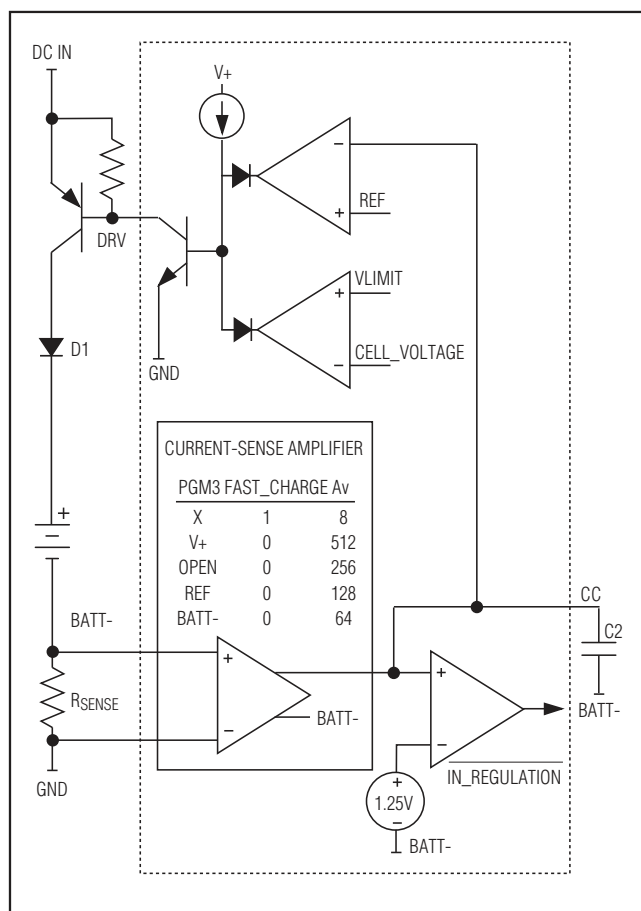 DC IN
V+
−
REF
+
DRV
VLIMIT
+
CELL_VOLTAGE
−
D1
GND
CURRENT-SENSE AMPLIFIER
PGM3 FAST_CHARGE Av
X 1 8
V+ 0 512
OPEN 0 256
REF 0 128
BATT- 0 64
+
−
BATT-
CC
C2
+
−
BATT-
RSENSE
+
−
BATT-
IN_REGULATION
GND
+
1.25V
−
BATT-